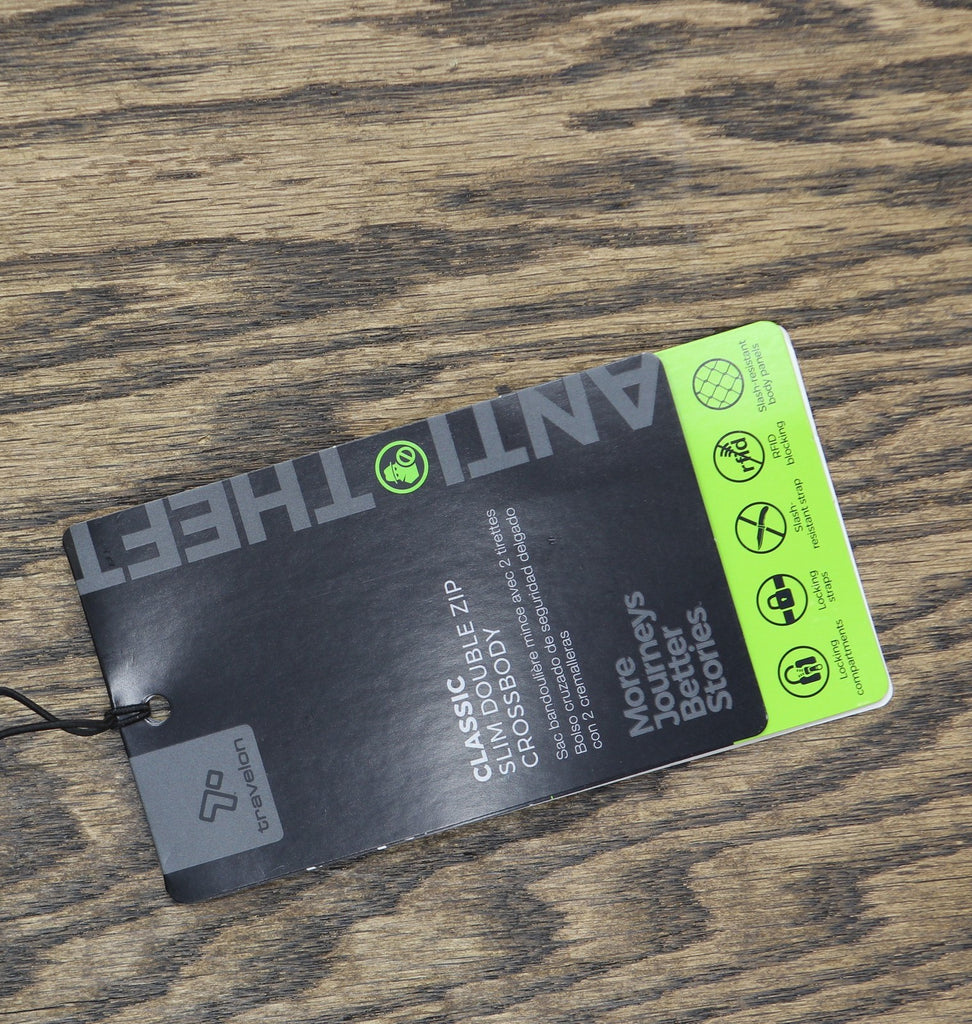 travelon
ANTI THEFT
CLASSIC
SLIM DOUBLE ZIP
CROSSBODY
Sac bandoulière mince avec 2 tirettes
Bolso cruzado de seguridad delgado
con 2 cremalleras
More
Journeys
Better
Stories.
Locking
compartments
Locking
straps
Slash
resistant strap
RFID
blocking
rfid
Slash resistant
body panels